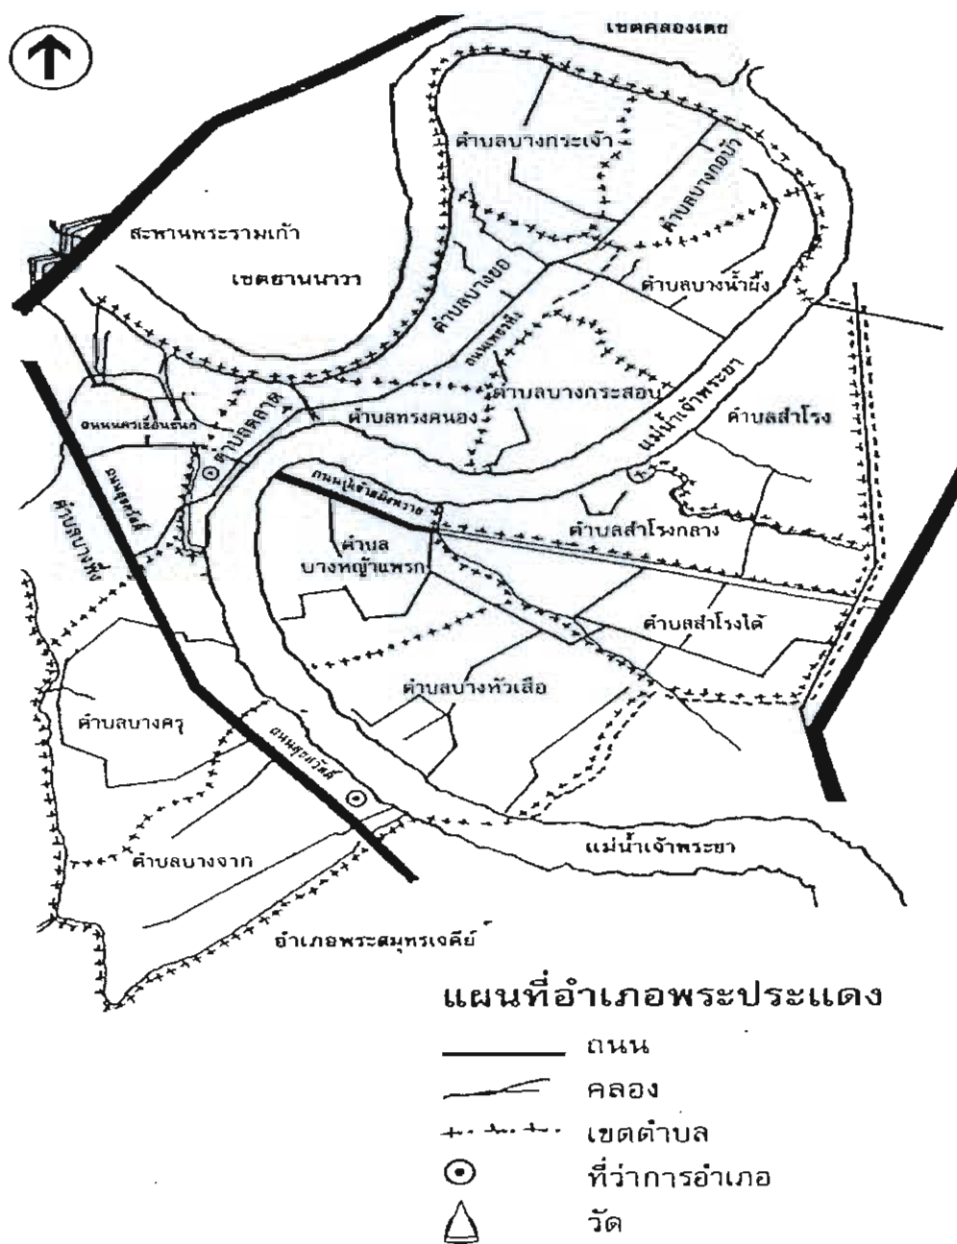 เขตคลองเตย
ตำบลบางกระเจ้า
ตำบลบางกอบัว
สะพานพระรามเก้า
เขตยานนาวา
ตำบลบางยอ
ตำบลบางน้ำผึ้ง
ถนนเพชรหึง
ตำบลบางกระสอบ
แม่น้ำเจ้าพระยา
ตำบลสำโรง
ตำบลทรงคนอง
ตำบลตลาด
ถนนนครเขื่อนขันธ์
ถนนสุขสวัสดิ์
ตำบลบางพึ่ง
ถนนปู่เจ้าสมิงพราย
ตำบลสำโรงกลาง
ตำบล
บางหญ้าแพรก
ตำบลสำโรงใต้
ตำบลบางหัวเสือ
ตำบลบางครุ
ถนนสุขสวัสดิ์
แม่น้ำเจ้าพระยา
ตำบลบางจาก
อำเภอพระสมุทรเจดีย์
แผนที่อำเภอพระประแดง
ถนน
คลอง
เขตตำบล
ที่ว่าการอำเภอ
วัด